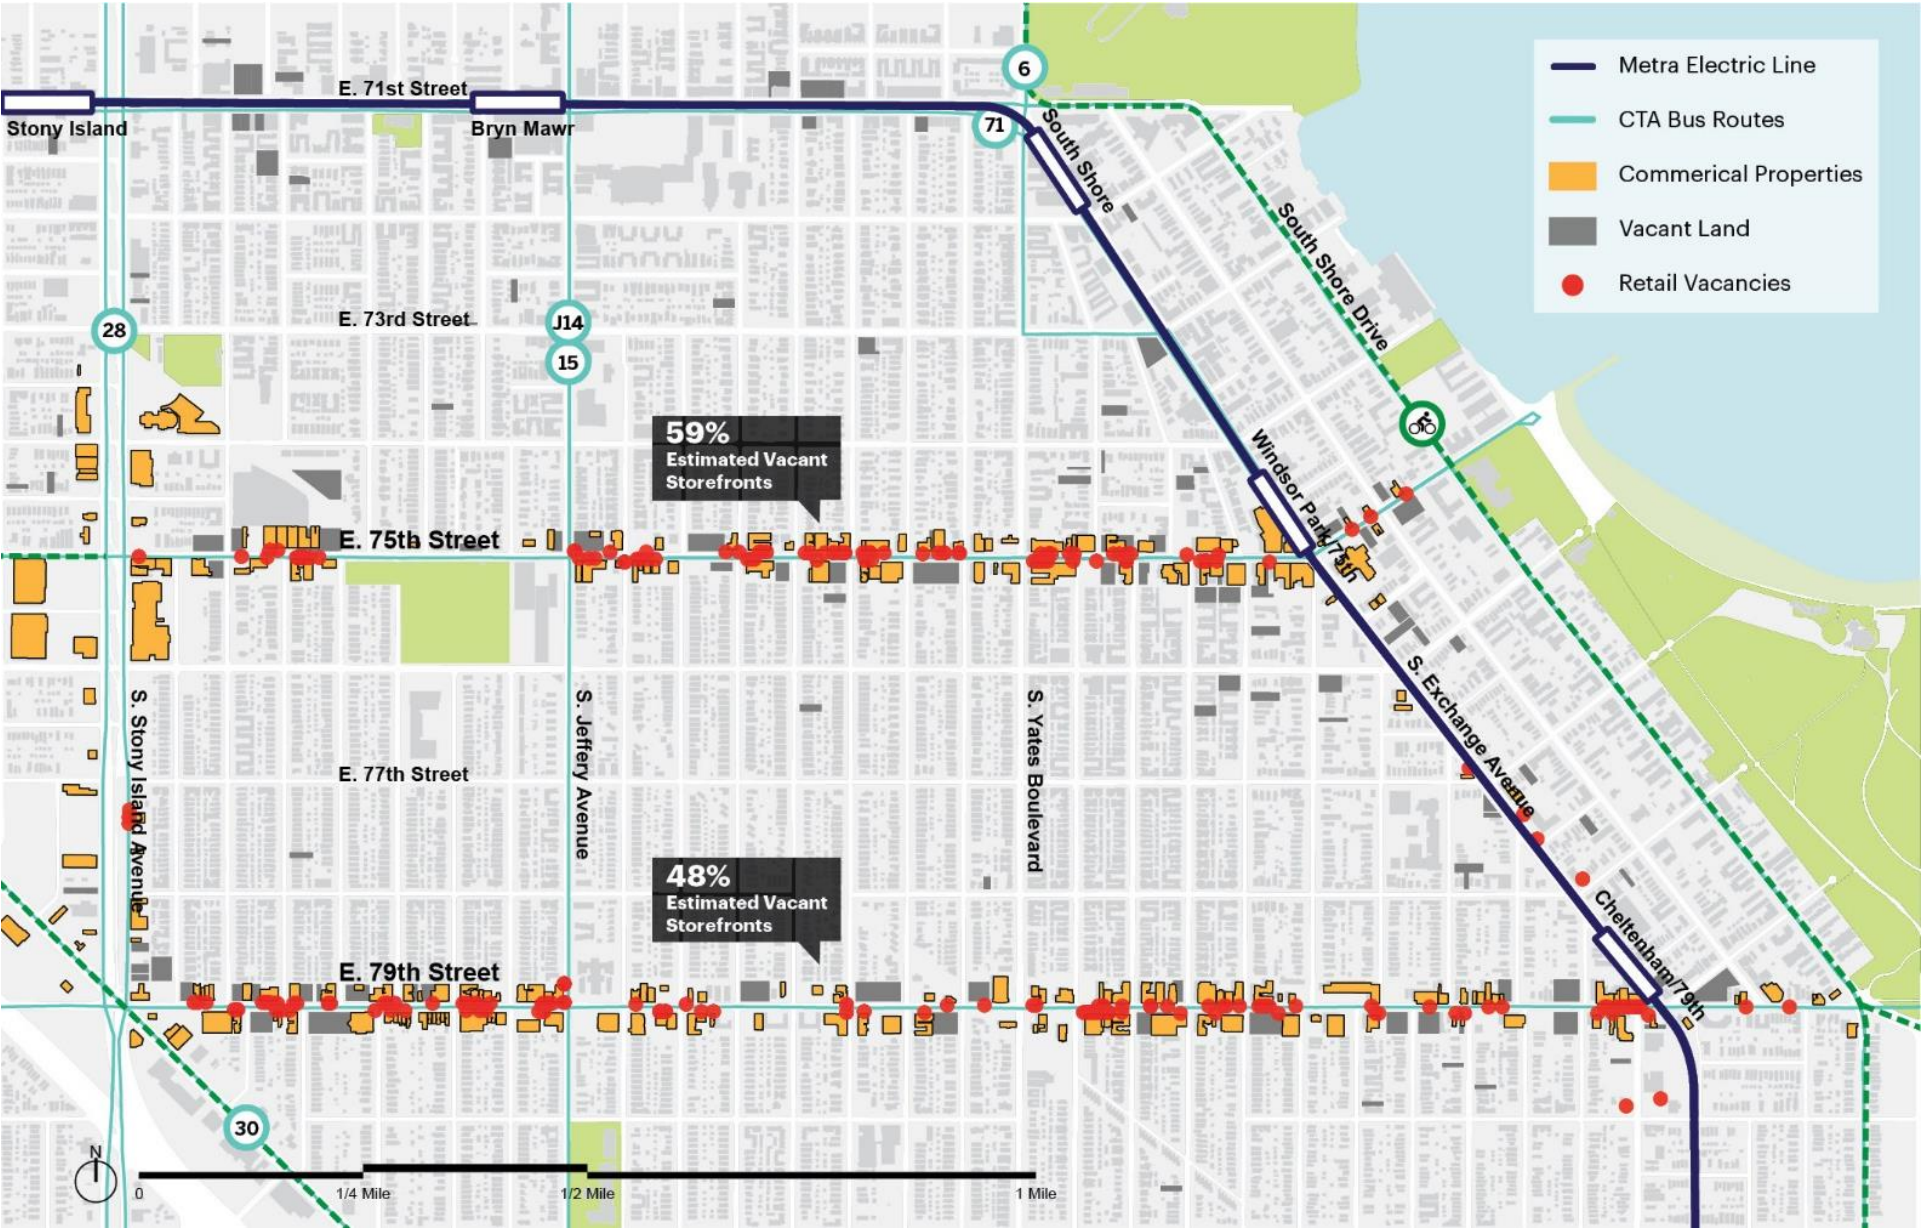 6
Metra Electric Line
CTA Bus Routes
Commerical Properties
Vacant Land
Retail Vacancies
E. 71st Street
Stony Island
Bryn Mawr
71
South Shore
South Shore Drive
28
E. 73rd Street
J14
15
59%
Estimated Vacant
Storefronts
Windsor Park/75th
E. 75th Street
S. Exchange Avenue
S. Stony Island Avenue
S. Jeffery Avenue
S. Yates Boulevard
E. 77th Street
48%
Estimated Vacant
Storefronts
Cheltenham/79th
E. 79th Street
30
N
0
1/4 Mile
1/2 Mile
1 Mile